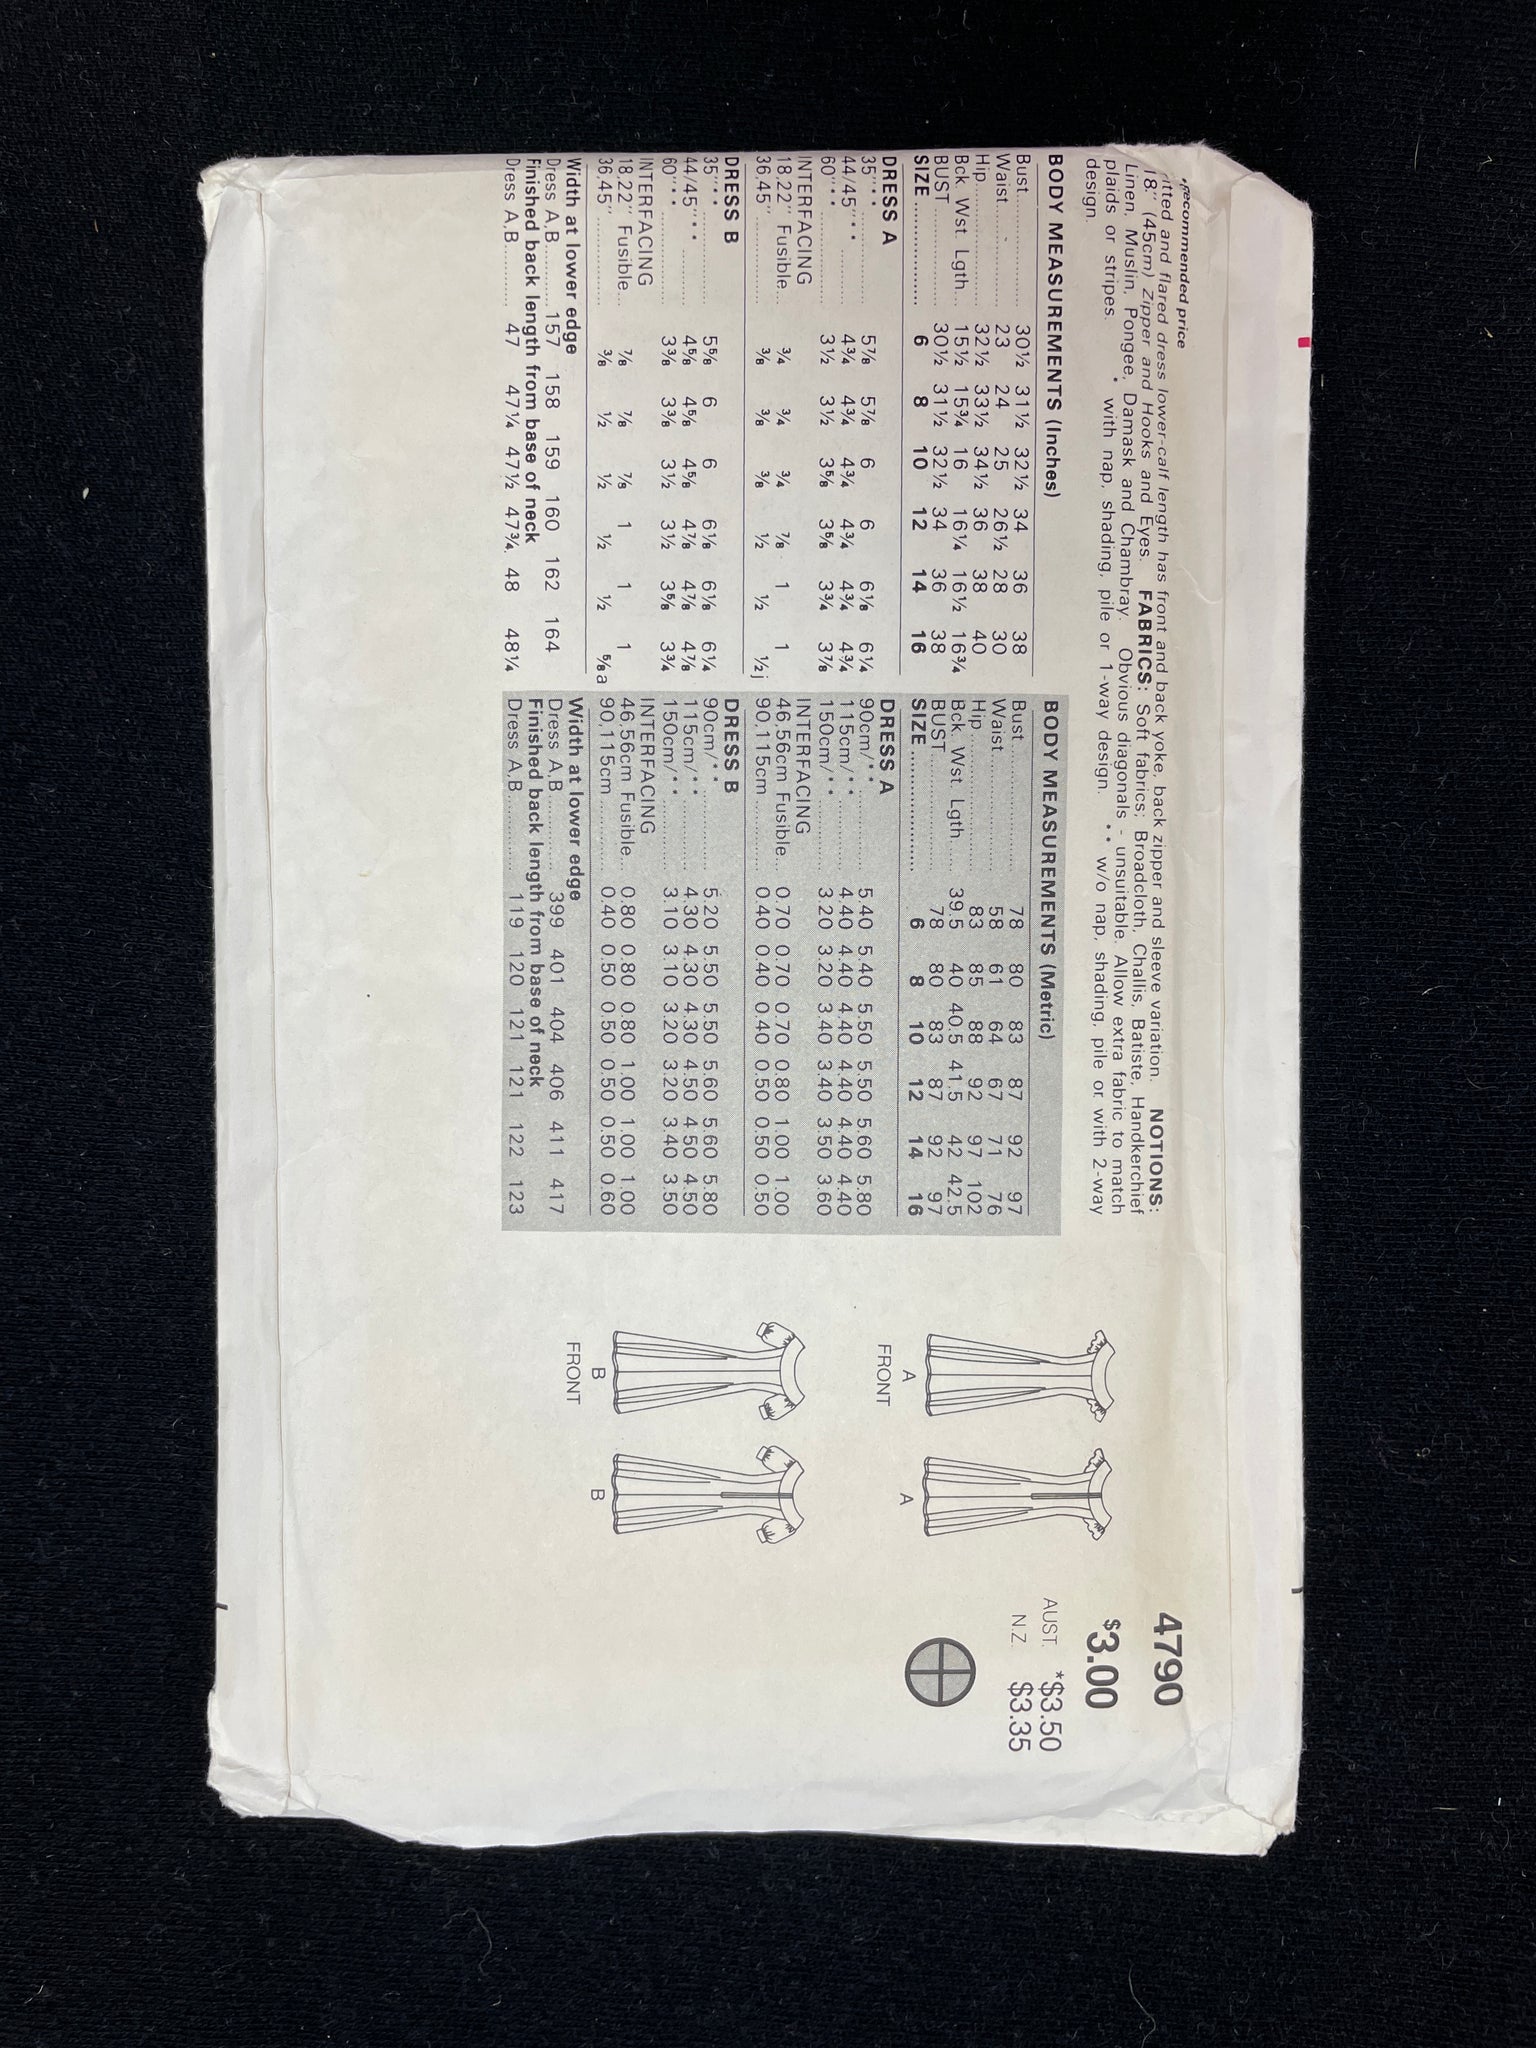 *Recommended price
itted and flared dress lower-calf length has front and back yoke, back zipper and sleeve variation. NOTIONS:
18" (45cm) Zipper and Hooks and Eyes. FABRICS: Soft fabrics; Broadcloth, Challis, Batiste, Handkerchief
Linen, Muslin, Pongee, Damask and Chambray. Obvious diagonals - unsuitable. Allow extra fabric to match
plaids or stripes. * with nap, shading, pile or 1-way design. ** w/o nap, shading, pile or with 2-way
design.
BODY MEASUREMENTS (Inches)
Bust 30½ 31½ 32½ 34 36 38
Waist 23 24 25 26½ 28 30
Hip 32½ 33½ 34½ 36 38 40
Bck. Wst. Lgth. 15½ 15¾ 16 16¼ 16½ 16¾
BUST 30½ 31½ 32½ 34 36 38
SIZE 6 8 10 12 14 16
DRESS A
35"** 5⅞ 5⅞ 6 6 6⅛ 6¼
44/45"** 4¾ 4¾ 4¾ 4¾ 4¾ 4¾
60"** 3½ 3½ 3⅝ 3⅝ 3¾ 3⅞
INTERFACING
18,22" Fusible ¾ ¾ ¾ ⅞ 1 1
36,45" ⅜ ⅜ ⅜ ½ ½ ½
DRESS B
35"** 5⅝ 6 6 6⅛ 6⅛ 6¼
44/45"** 4⅝ 4⅝ 4⅝ 4⅞ 4⅞ 4⅞
60"** 3⅜ 3⅜ 3½ 3½ 3⅝ 3¾
INTERFACING
18,22" Fusible ⅞ ⅞ ⅞ 1 1 1
36,45" ⅜ ½ ½ ½ ½ ⅝
Width at lower edge
Dress A,B 157 158 159 160 162 164
Finished back length from base of neck
Dress A,B 47 47¼ 47½ 47¾ 48 48¼
BODY MEASUREMENTS (Metric)
Bust 78 80 83 87 92 97
Waist 58 61 64 67 71 76
Hip 83 85 88 92 97 102
Bck. Wst. Lgth 39.5 40 40.5 41.5 42 42.5
BUST 78 80 83 87 92 97
SIZE 6 8 10 12 14 16
DRESS A
90cm/** 5.40 5.40 5.50 5.50 5.60 5.80
115cm/** 4.40 4.40 4.40 4.40 4.40 4.40
150cm/** 3.20 3.20 3.40 3.40 3.50 3.60
INTERFACING
46,56cm Fusible 0.70 0.70 0.70 0.80 1.00 1.00
90,115cm 0.40 0.40 0.40 0.50 0.50 0.50
DRESS B
90cm/** 5.20 5.50 5.50 5.60 5.60 5.80
115cm/** 4.30 4.30 4.30 4.50 4.50 4.50
150cm/** 3.10 3.10 3.20 3.20 3.40 3.50
INTERFACING
46,56cm Fusible 0.80 0.80 0.80 1.00 1.00 1.00
90,115cm 0.40 0.50 0.50 0.50 0.50 0.60
Width at lower edge
Dress A,B 399 401 404 406 411 417
Finished back length from base of neck
Dress A,B 119 120 121 121 122 123
A A
FRONT
B B
FRONT
4790
$3.00
AUST. *$3.50
N.Z. $3.35